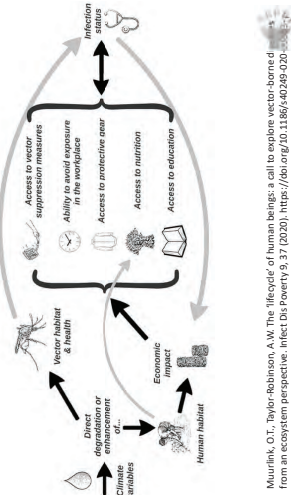 Climate
variables
Direct
degradation or
enhancement
of...
Vector habitat
& health
Human habitat
Economic
impact
Access to vector
suppression measures
Ability to avoid exposure
in the workplace
Access to protective gear
Access to nutrition
Access to education
Infection
status
Muurlink, O.T., Taylor-Robinson, A.W. The 'lifecycle' of human beings: a call to explore vector-borne
from an ecosystem perspective. Infect Dis Poverty 9, 37 (2020). https://doi.org/10.1186/s40249-020